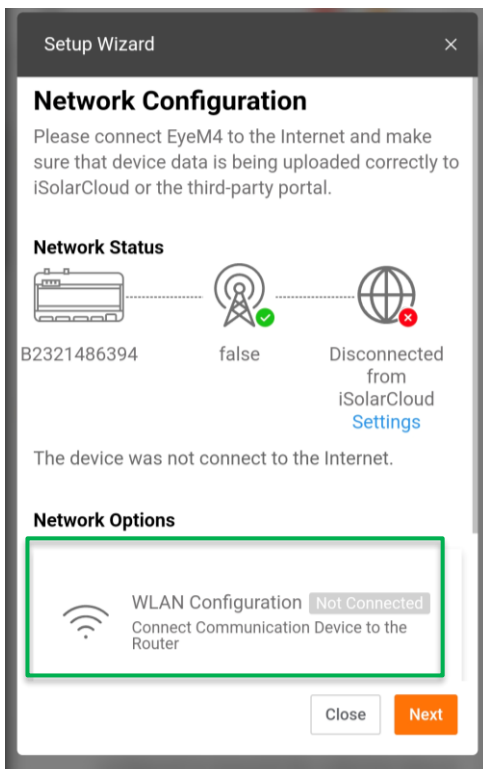 Setup Wizard
Network Configuration
Please connect EyeM4 to the Internet and make
sure that device data is being uploaded correctly to
iSolarCloud or the third-party portal.
Network Status
B2321486394
false
Disconnected
from
iSolarCloud
Settings
The device was not connect to the Internet.
Network Options
WLAN Configuration Not Connected
Connect Communication Device to the
Router
Close Next